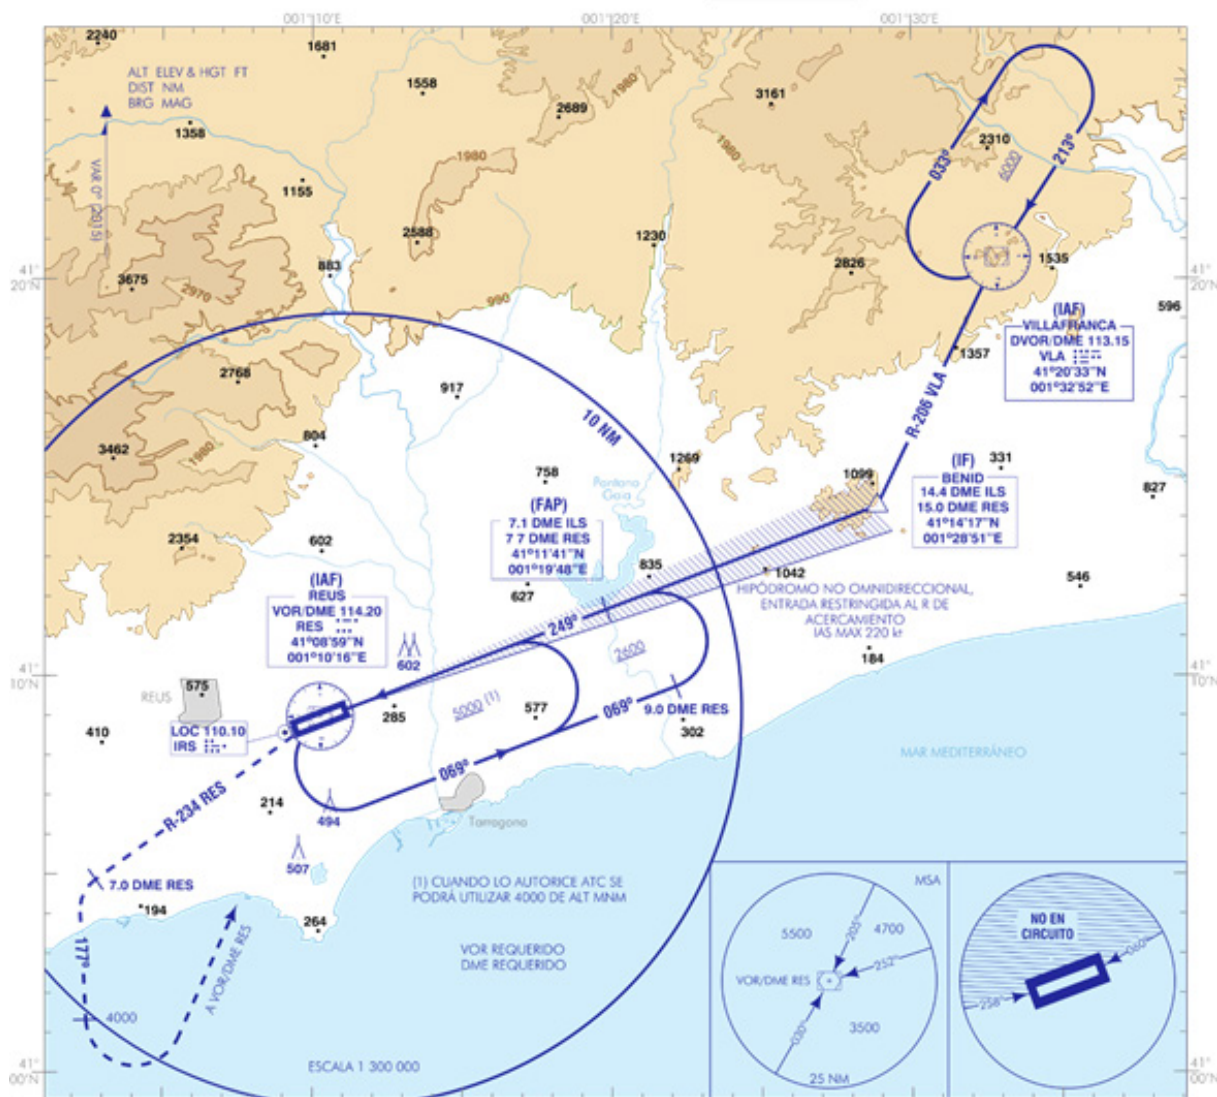 001°10'E
001°20'E
001°30'E
2240
1681
ALT ELEV & HGT FT
DIST NM
BRG MAG
1558
1980
2689
3161
1358
VAR 0° (2015)
1155
1980
1980
2310
033°
213°
6000
2588
1230
883
2826
1535
41°
20'N
41°
20'N
3675
2970
990
596
(IAF)
VILLAFRANCA
DVOR/DME 113.15
VLA
41°20'33"N
001°32'52"E
1357
2768
917
R-206 VLA
10 NM
804
1980
3462
1269
758
Pantano
Gaia
1099
331
827
(IF)
BENID
14.4 DME ILS
15.0 DME RES
41°14'17"N
001°28'51"E
(FAP)
7.1 DME ILS
7 7 DME RES
41°11'41"N
001°19'48"E
2354
602
835
1042
546
627
HIPÓDROMO NO OMNIDIRECCIONAL,
ENTRADA RESTRINGIDA AL R DE
ACERCAMIENTO
IAS MAX 220 kt
(IAF)
REUS
VOR/DME 114.20
RES
41°08'59"N
001°10'16"E
249°
2600
602
184
41°
10'N
41°
10'N
REUS
575
5000 (1)
577
069°
9.0 DME RES
302
285
410
LOC 110.10
IRS
MAR MEDITERRÁNEO
069°
214
494
Tarragona
R-234 RES
507
7.0 DME RES
194
264
(1) CUANDO LO AUTORICE ATC SE
PODRÁ UTILIZAR 4000 DE ALT MNM
VOR REQUERIDO
DME REQUERIDO
177°
A VOR/DME RES
4000
ESCALA 1 300 000
MSA
5500
205°
4700
252°
VOR/DME RES
030°
3500
25 NM
NO EN
CIRCUITO
060°
258°
41°
00'N
41°
00'N